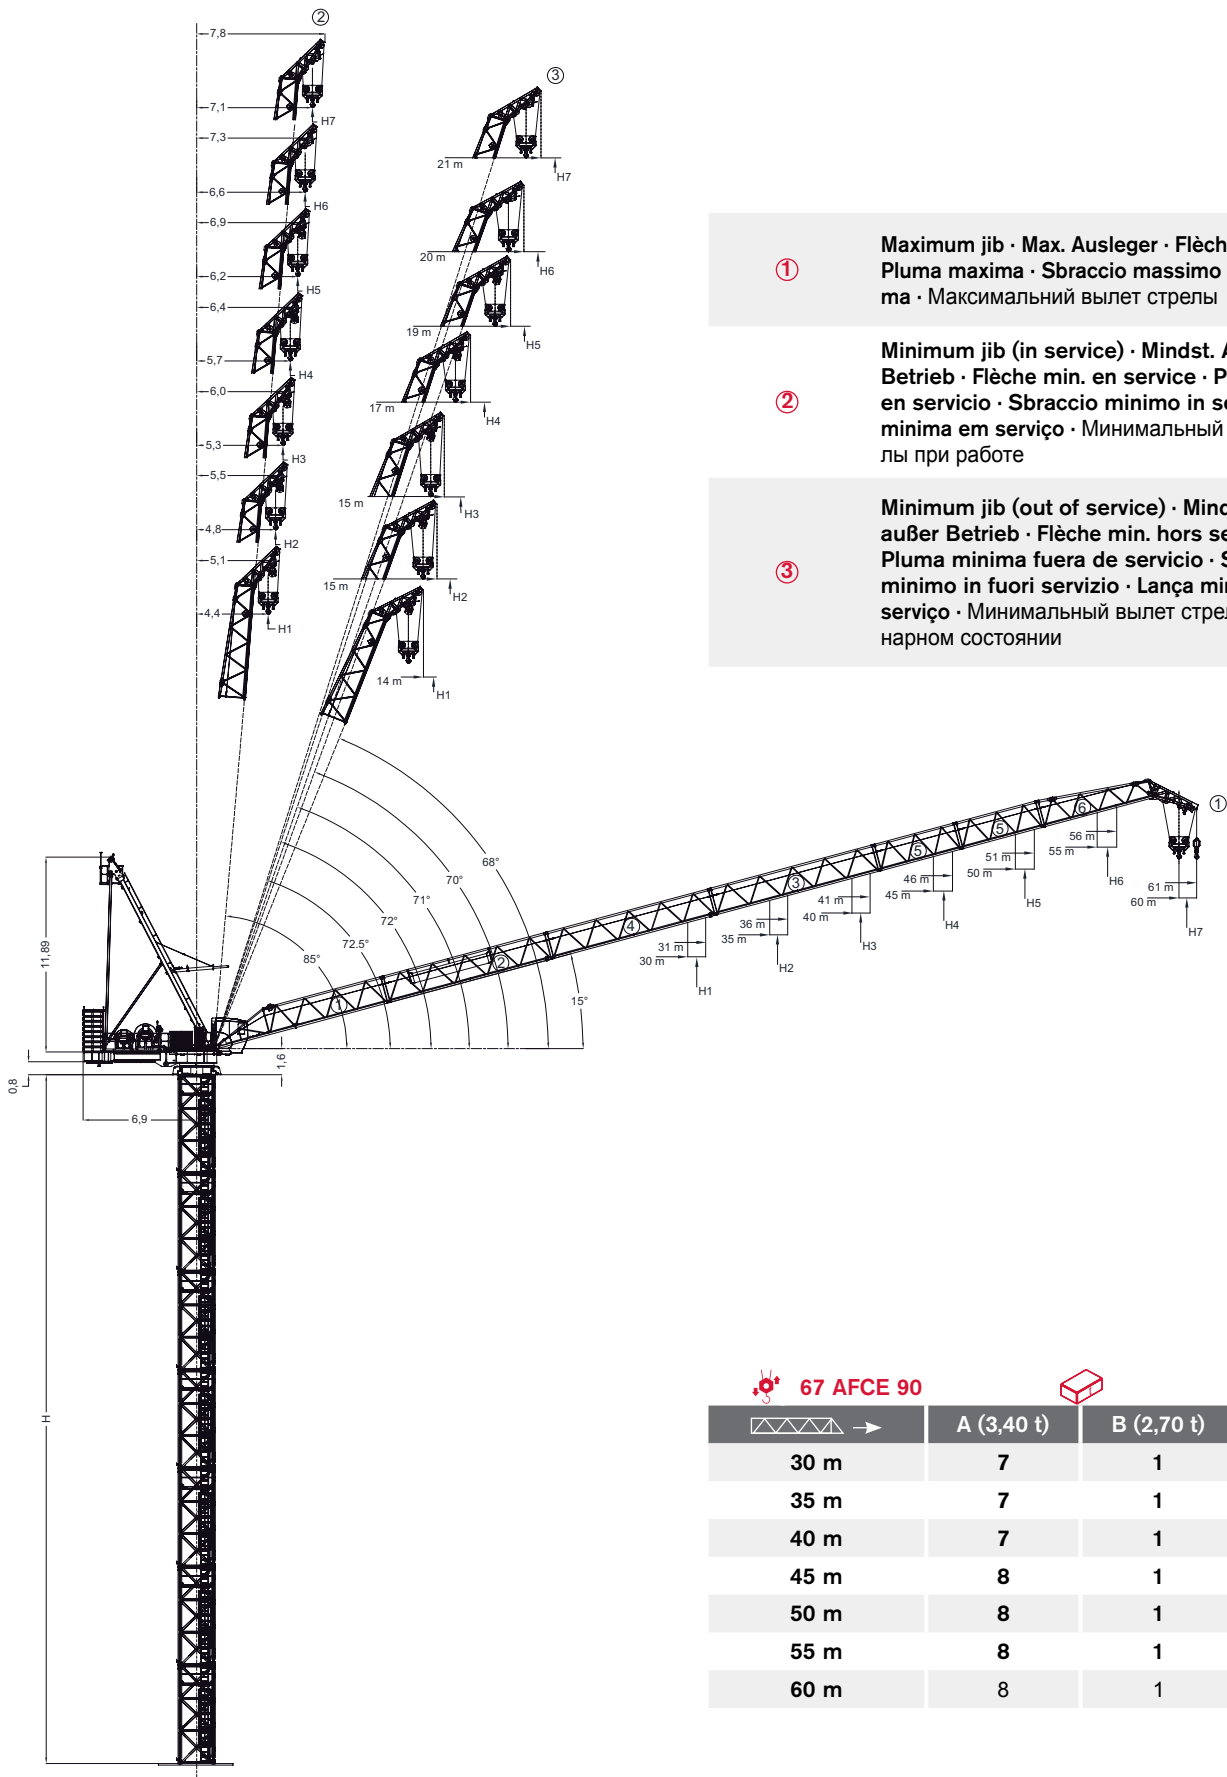 ②
7,8
7,1
H7
7,3
6,6
H6
6,9
6,2
H5
6,4
5,7
H4
6,0
5,3
H3
5,5
4,8
H2
5,1
4,4
H1
③
21 m
H7
20 m
H6
19 m
H5
17 m
H4
15 m
H3
15 m
H2
14 m
H1
① Maximum jib · Max. Ausleger · Flèch
Pluma maxima · Sbraccio massimo
ma · Максимальний вылет стрелы
② Minimum jib (in service) · Mindst. A
Betrieb · Flèche min. en service · P
en servicio · Sbraccio minimo in se
minima em serviço · Минимальный
лы при работе
③ Minimum jib (out of service) · Mind
außer Betrieb · Flèche min. hors se
Pluma minima fuera de servicio · S
minimo in fuori servizio · Lança min
serviço · Минимальный вылет стрел
нарном состоянии
68°
70°
71°
72°
72.5°
85°
15°
①
② 
④
③
⑤
⑤
⑥
①
31 m
30 m
H1
36 m
35 m
H2
41 m
40 m
H3
46 m
45 m
H4
51 m
50 m
H5
56 m
55 m
H6
61 m
60 m
H7
11,89
0,8
1,6
6,9
H
67 AFCE 90
A (3,40 t) B (2,70 t)
30 m 7 1
35 m 7 1
40 m 7 1
45 m 8 1
50 m 8 1
55 m 8 1
60 m 8 1